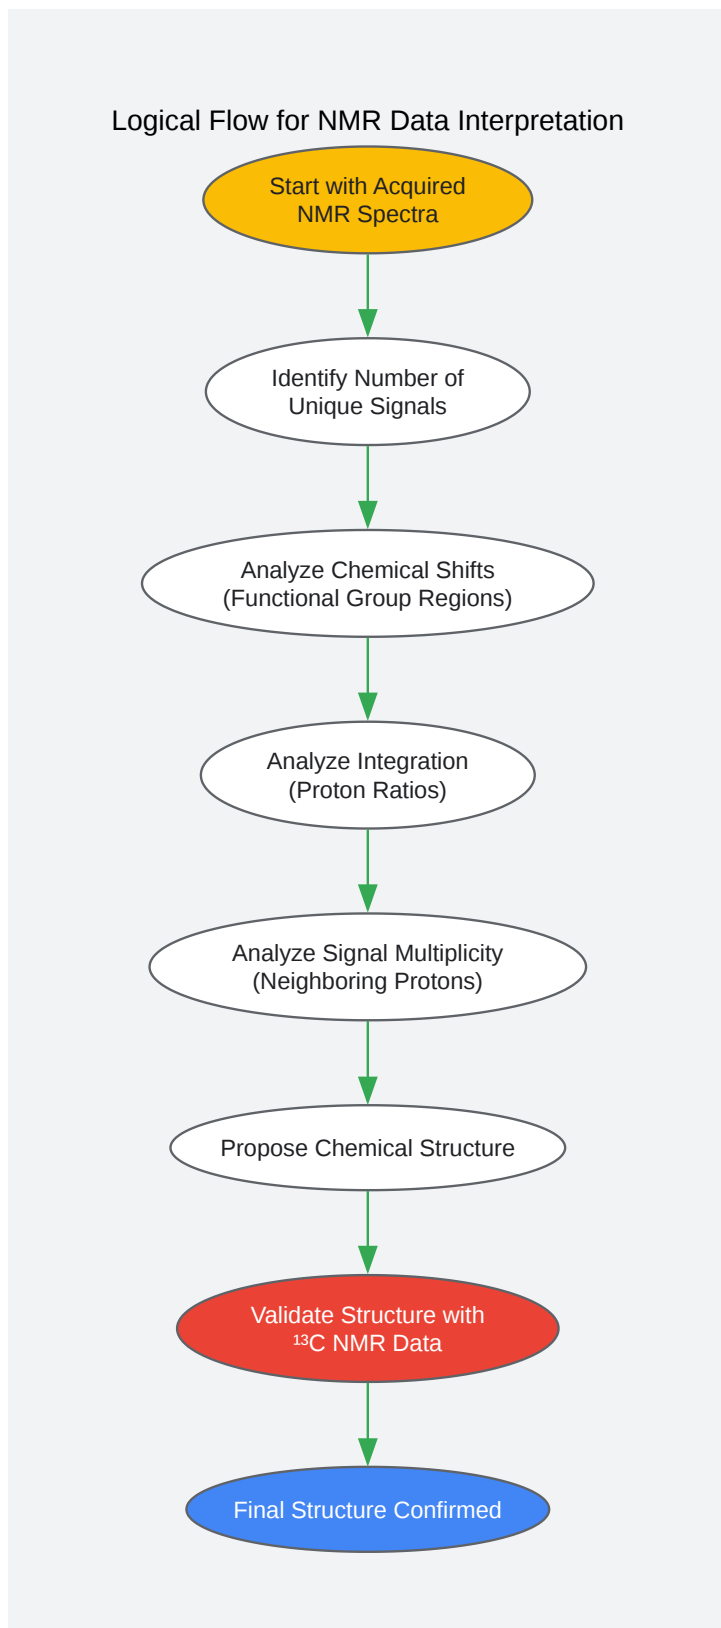 Logical Flow for NMR Data Interpretation
Start with Acquired
NMR Spectra
Identify Number of
Unique Signals
Analyze Chemical Shifts
(Functional Group Regions)
Analyze Integration
(Proton Ratios)
Analyze Signal Multiplicity
(Neighboring Protons)
Propose Chemical Structure
Validate Structure with
¹³C NMR Data
Final Structure Confirmed